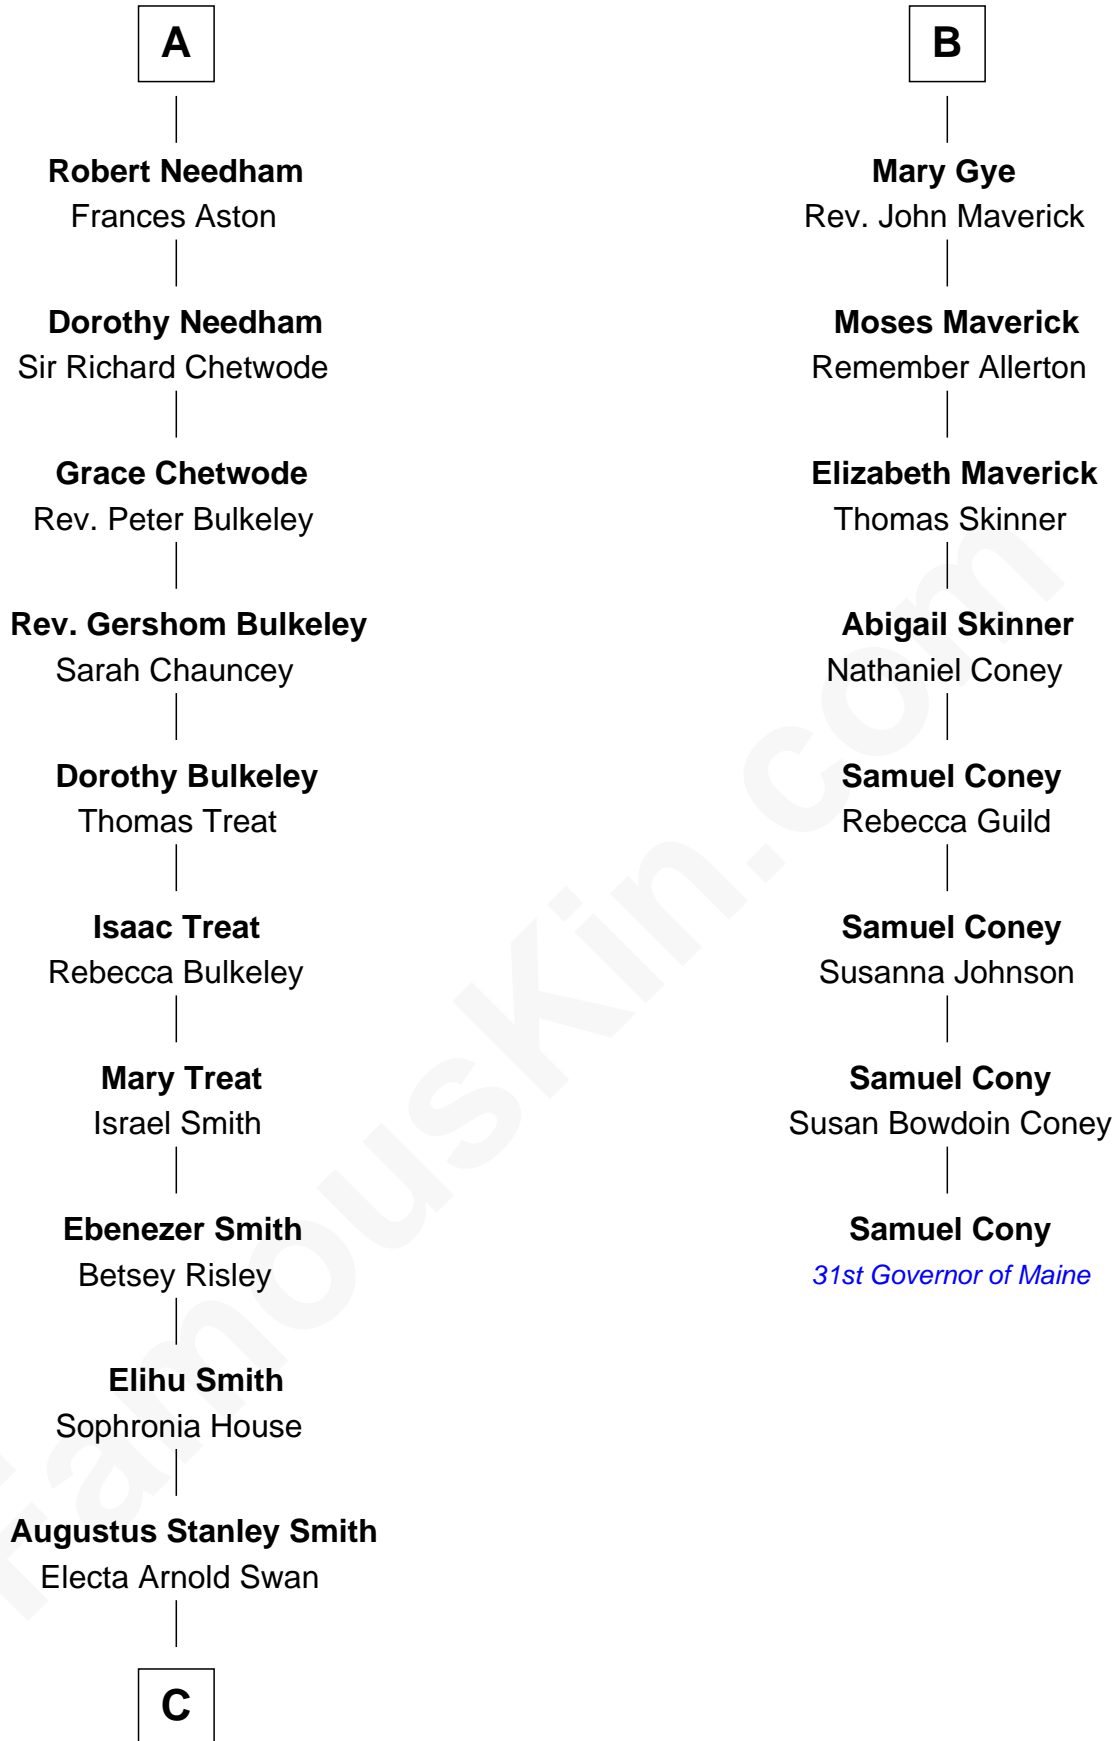 A
Robert Needham
Frances Aston
Dorothy Needham
Sir Richard Chetwode
Grace Chetwode
Rev. Peter Bulkeley
Rev. Gershom Bulkeley
Sarah Chauncey
Dorothy Bulkeley
Thomas Treat
Isaac Treat
Rebecca Bulkeley
Mary Treat
Israel Smith
Ebenezer Smith
Betsey Risley
Elihu Smith
Sophronia House
Augustus Stanley Smith
Electa Arnold Swan
C
B
Mary Gye
Rev. John Maverick
Moses Maverick
Remember Allerton
Elizabeth Maverick
Thomas Skinner
Abigail Skinner
Nathaniel Coney
Samuel Coney
Rebecca Guild
Samuel Coney
Susanna Johnson
Samuel Cony
Susan Bowdoin Coney
Samuel Cony
31st Governor of Maine
FamousKin.com